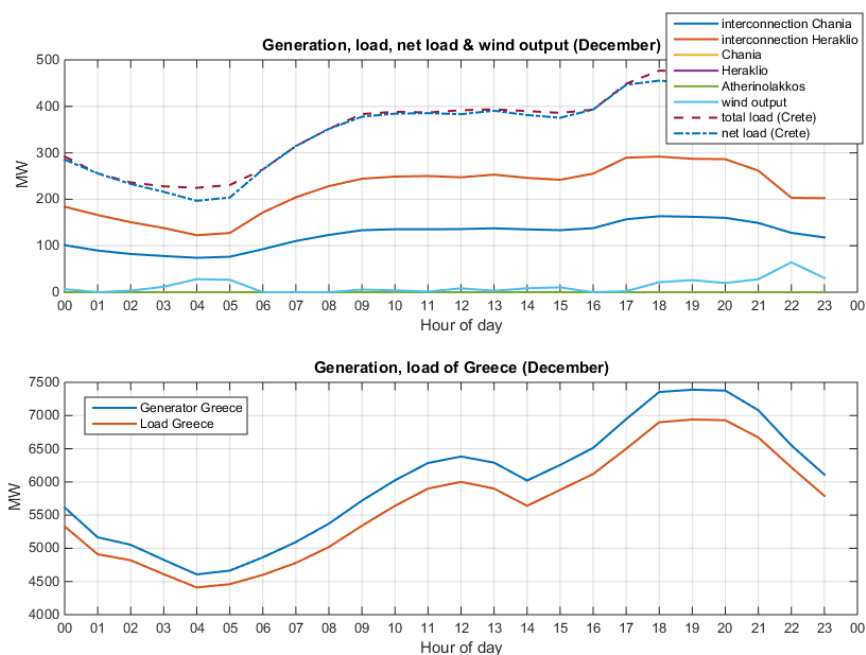 Generation, load, net load & wind output (December)
interconnection Chania
interconnection Heraklio
Chania
Heraklio
Atherinolakkos
wind output
total load (Crete)
net load (Crete)
MW
500
400
300
200
100
0
00 01 02 03 04 05 06 07 08 09 10 11 12 13 14 15 16 17 18 19 20 21 22 23 00
Hour of day
Generation, load of Greece (December)
Generator Greece
Load Greece
MW
7500
7000
6500
6000
5500
5000
4500
4000
00 01 02 03 04 05 06 07 08 09 10 11 12 13 14 15 16 17 18 19 20 21 22 23 00
Hour of day